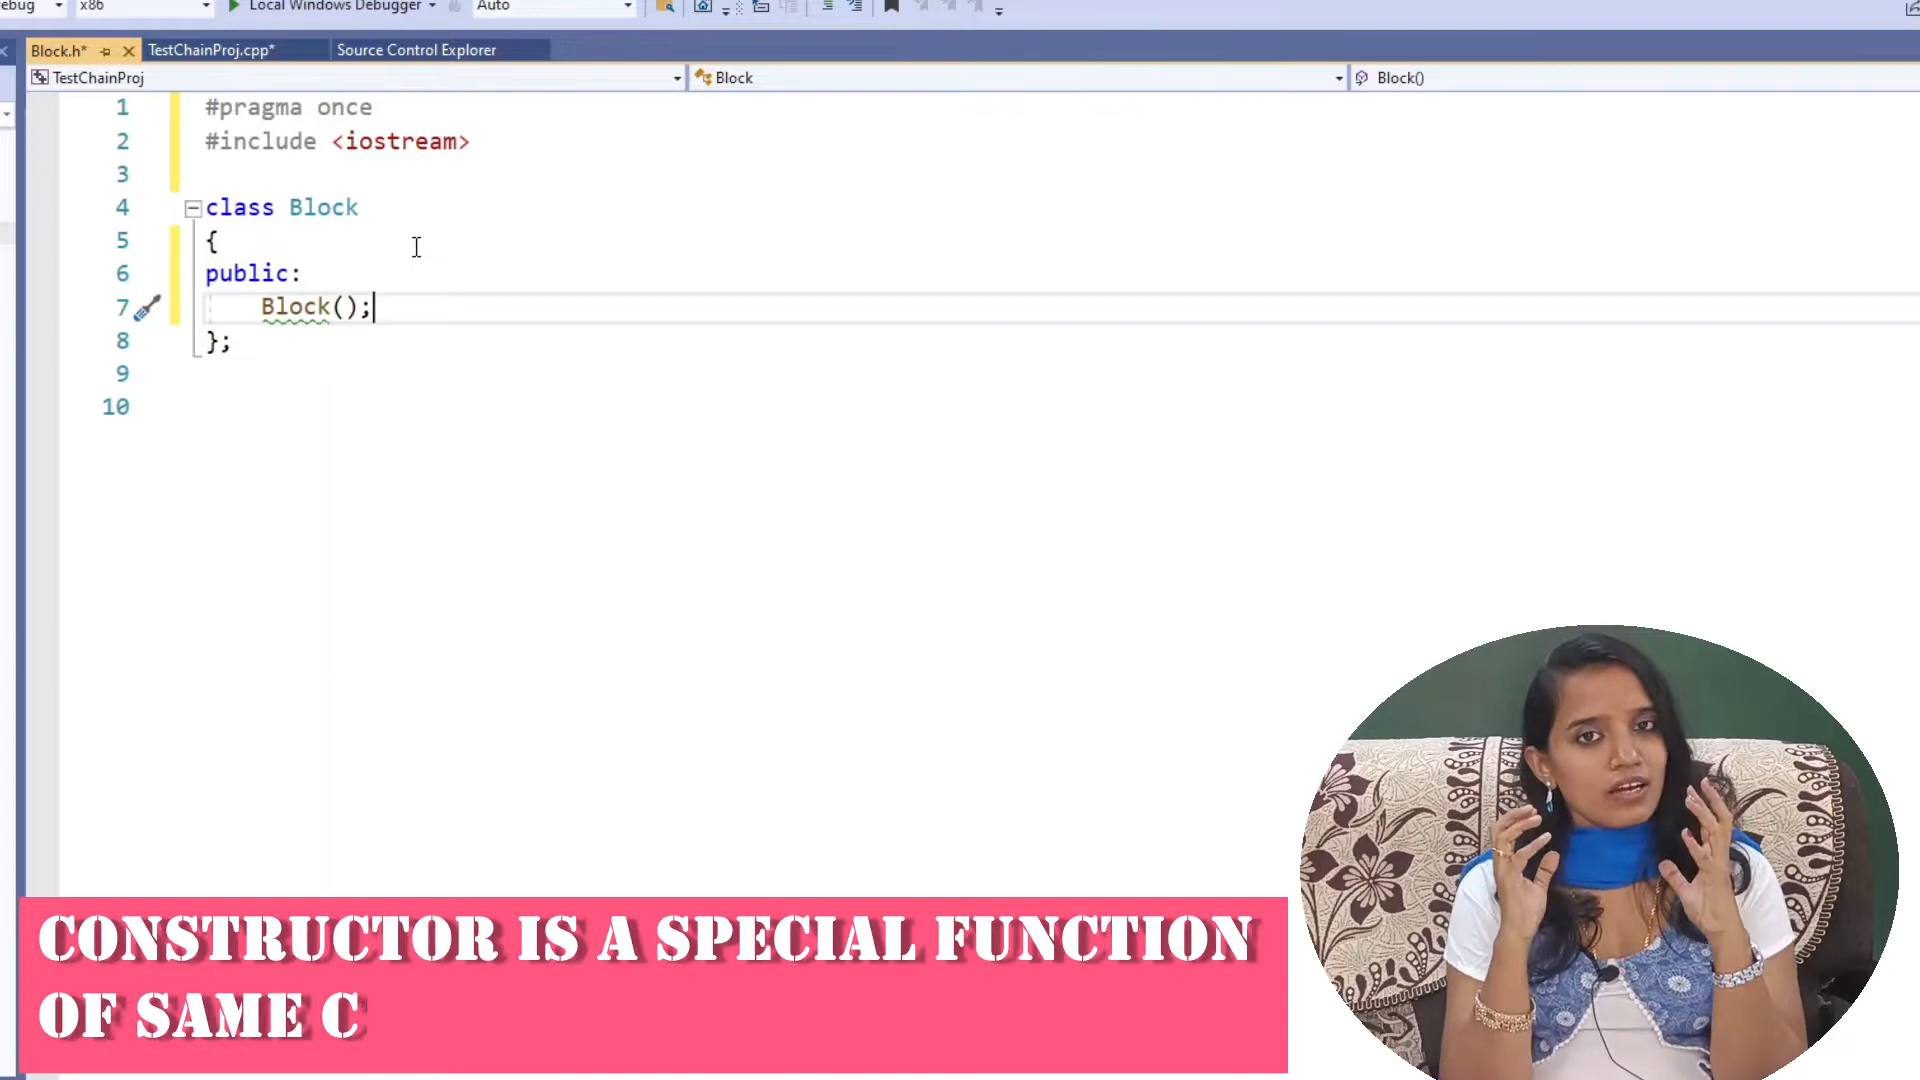 ebug x86 Local Windows Debugger Auto
Block.h* TestChainProj.cpp* Source Control Explorer
TestChainProj Block Block()
1 #pragma once
2 #include <iostream>
3
4 class Block
5 {
6 public:
7 Block();
8 };
9
10
CONSTRUCTOR IS A SPECIAL FUNCTION
OF SAME C